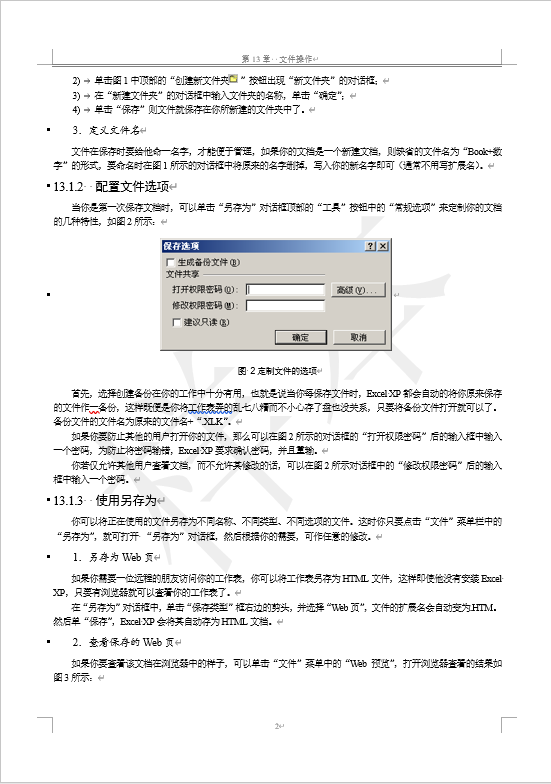 第 13 章 文件操作
2) 单击图 1 中顶部的“创建新文件夹”按钮出现“新文件夹”的对话框；
3) 在“新建文件夹”的对话框中输入文件夹的名称，单击“确定”；
4) 单击“保存”则文件就保存在你所新建的文件夹中了。
3．定义文件名
文件在保存时要给他命一名字，才能便于管理，如果你的文档是一个新建文档，则缺省的文件名为“Book+数
字”的形式，要命名时在图 1 所示的对话框中将原来的名字删掉，写入你的新名字即可（通常不用写扩展名）。
13.1.2 配置文件选项
当你是第一次保存文档时，可以单击“另存为”对话框顶部的“工具”按钮中的“常规选项”来定制你的文档
的几种特性，如图 2 所示：
保存选项
生成备份文件(B)
文件共享
打开权限密码(O):
高级(V)...
修改权限密码(M):
建议只读(R)
确定 取消
图 2 定制文件的选项
首先，选择创建备份在你的工作中十分有用，也就是说当你每保存文件时，Excel XP 都会自动的将你原来保存
的文件作一备份，这样既便是你将工作表弄的乱七八糟而不小心存了盘也没关系，只要将备份文件打开就可以了。
备份文件的文件名为原来的文件名+“.XLK”。
如果你要防止其他的用户打开你的文件，那么可以在图 2 所示的对话框的“打开权限密码”后的输入框中输入
一个密码，为防止将密码输错，Excel XP 要求确认密码，并且重输。
你若仅允许其他用户查看文档，而不允许其修改的话，可以在图 2 所示对话框中的“修改权限密码”后的输入
框中输入一个密码。
13.1.3 使用另存为
你可以将正在使用的文件另存为不同名称、不同类型、不同选项的文件。这时你只要点击“文件”菜单栏中的
“另存为”，就可打开 “另存为”对话框，然后根据你的需要，可作任意的修改。
1．另存为 Web 页
如果你需要一位远程的朋友访问你的工作表，你可以将工作表另存为 HTML 文件，这样即使他没有安装 Excel
XP，只要有浏览器就可以查看你的工作表了。
在“另存为”对话框中，单击“保存类型”框右边的剪头，并选择“Web 页”，文件的扩展名会自动变为.HTM。
然后单“保存”，Excel XP 会将其自动存为 HTML 文档。
2．查看保存的 Web 页
如果你要查看该文档在浏览器中的样子，可以单击“文件”菜单中的“Web 预览”，打开浏览器查看的结果如
图 3 所示：
2